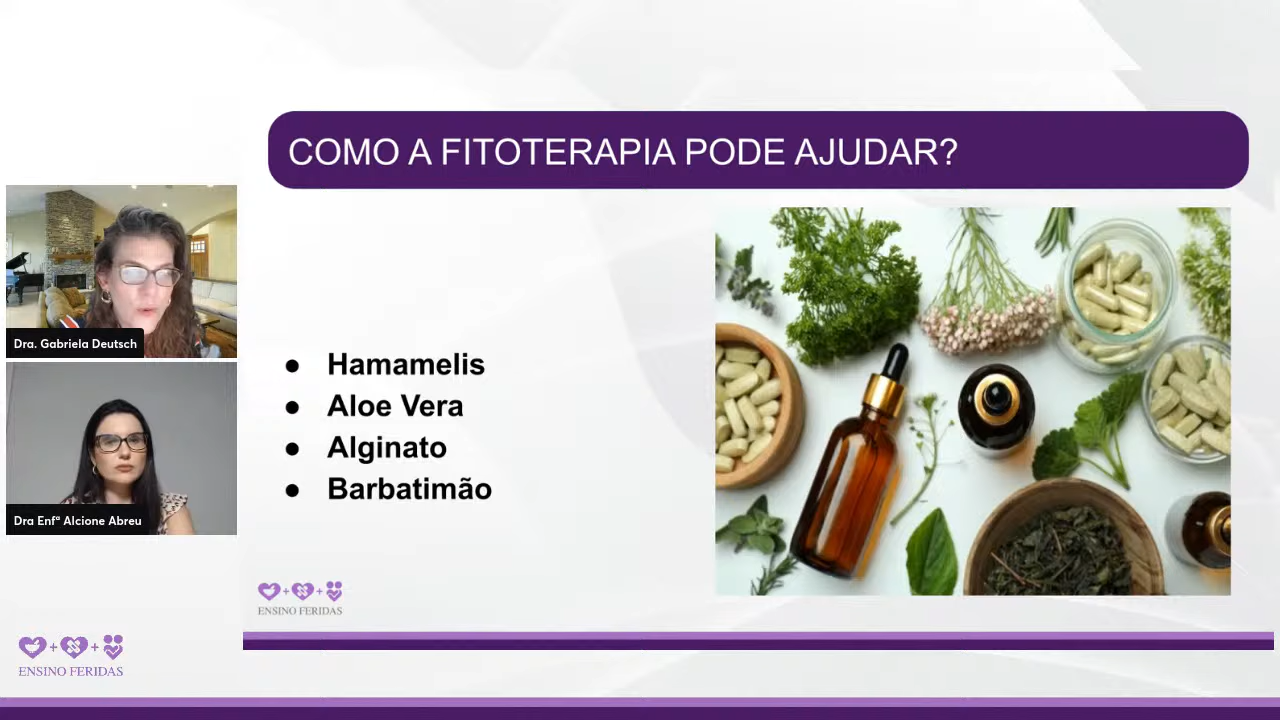 COMO A FITOTERAPIA PODE AJUDAR?
Dra. Gabriela Deutsch
Dra Enfª Alcione Abreu
● Hamamelis
● Aloe Vera
● Alginato
● Barbatimão
ENSINO FERIDAS
ENSINO FERIDAS